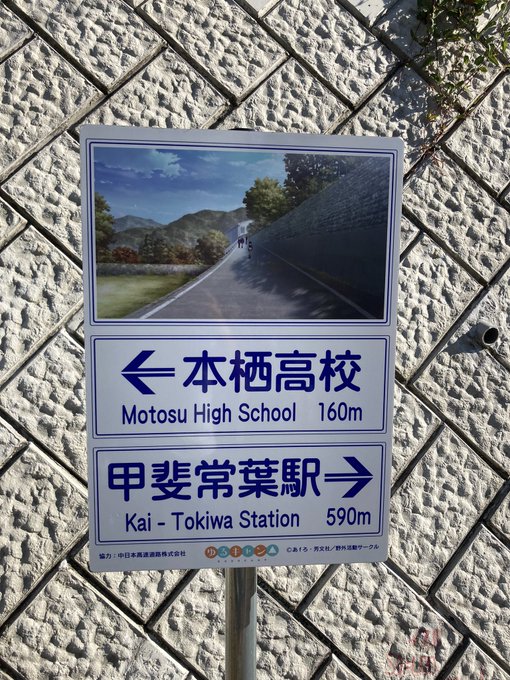 本栖高校
Motosu High School 160m
甲斐常葉駅
Kai - Tokiwa Station 590m
協力:中日本高速道路株式会社
ゆるキャン
©あfろ・芳文社/野外活動サークル